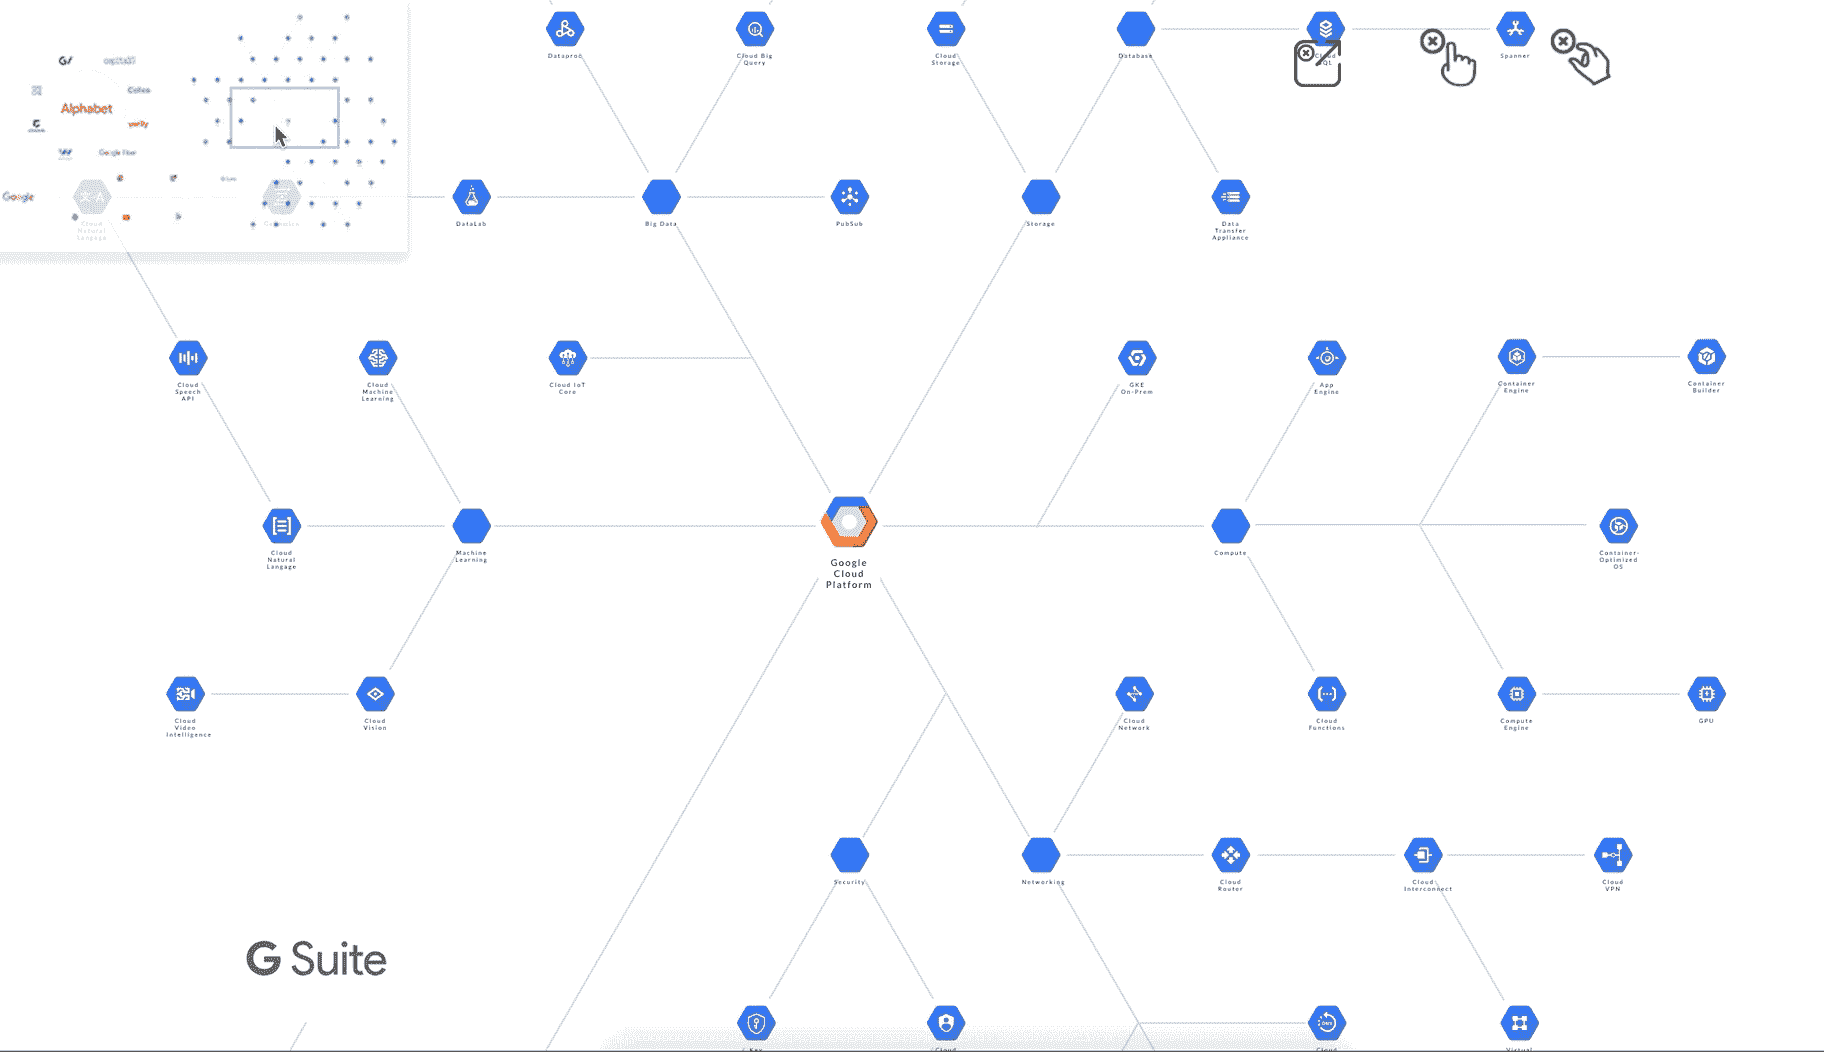 Dataproc
Cloud Big
Query
Cloud
Storage
Database
Cloud
SQL
Spanner
G/
capitalG
Calico
Alphabet
verily
Google Fiber
Google
Cloud
Natural
Langage
DataLab
Big Data
PubSub
Storage
Data
Transfer
Appliance
Cloud
Speech
API
Cloud
Machine
Learning
Cloud IoT
Core
GKE
On-Prem
App
Engine
Container
Engine
Container
Builder
Cloud
Natural
Langage
Machine
Learning
Google
Cloud
Platform
Compute
Container-
Optimized
OS
Cloud
Video
Intelligence
Cloud
Vision
Cloud
Network
Cloud
Functions
Compute
Engine
GPU
Security
Networking
Cloud
Router
Cloud
Interconnect
Cloud
VPN
G Suite
Key
Cloud
Cloud
Virtual